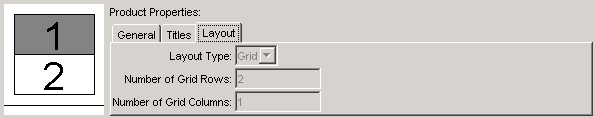 1
2
Product Properties:
General Titles Layout
Layout Type: Grid
Number of Grid Rows: 2
Number of Grid Columns: 1